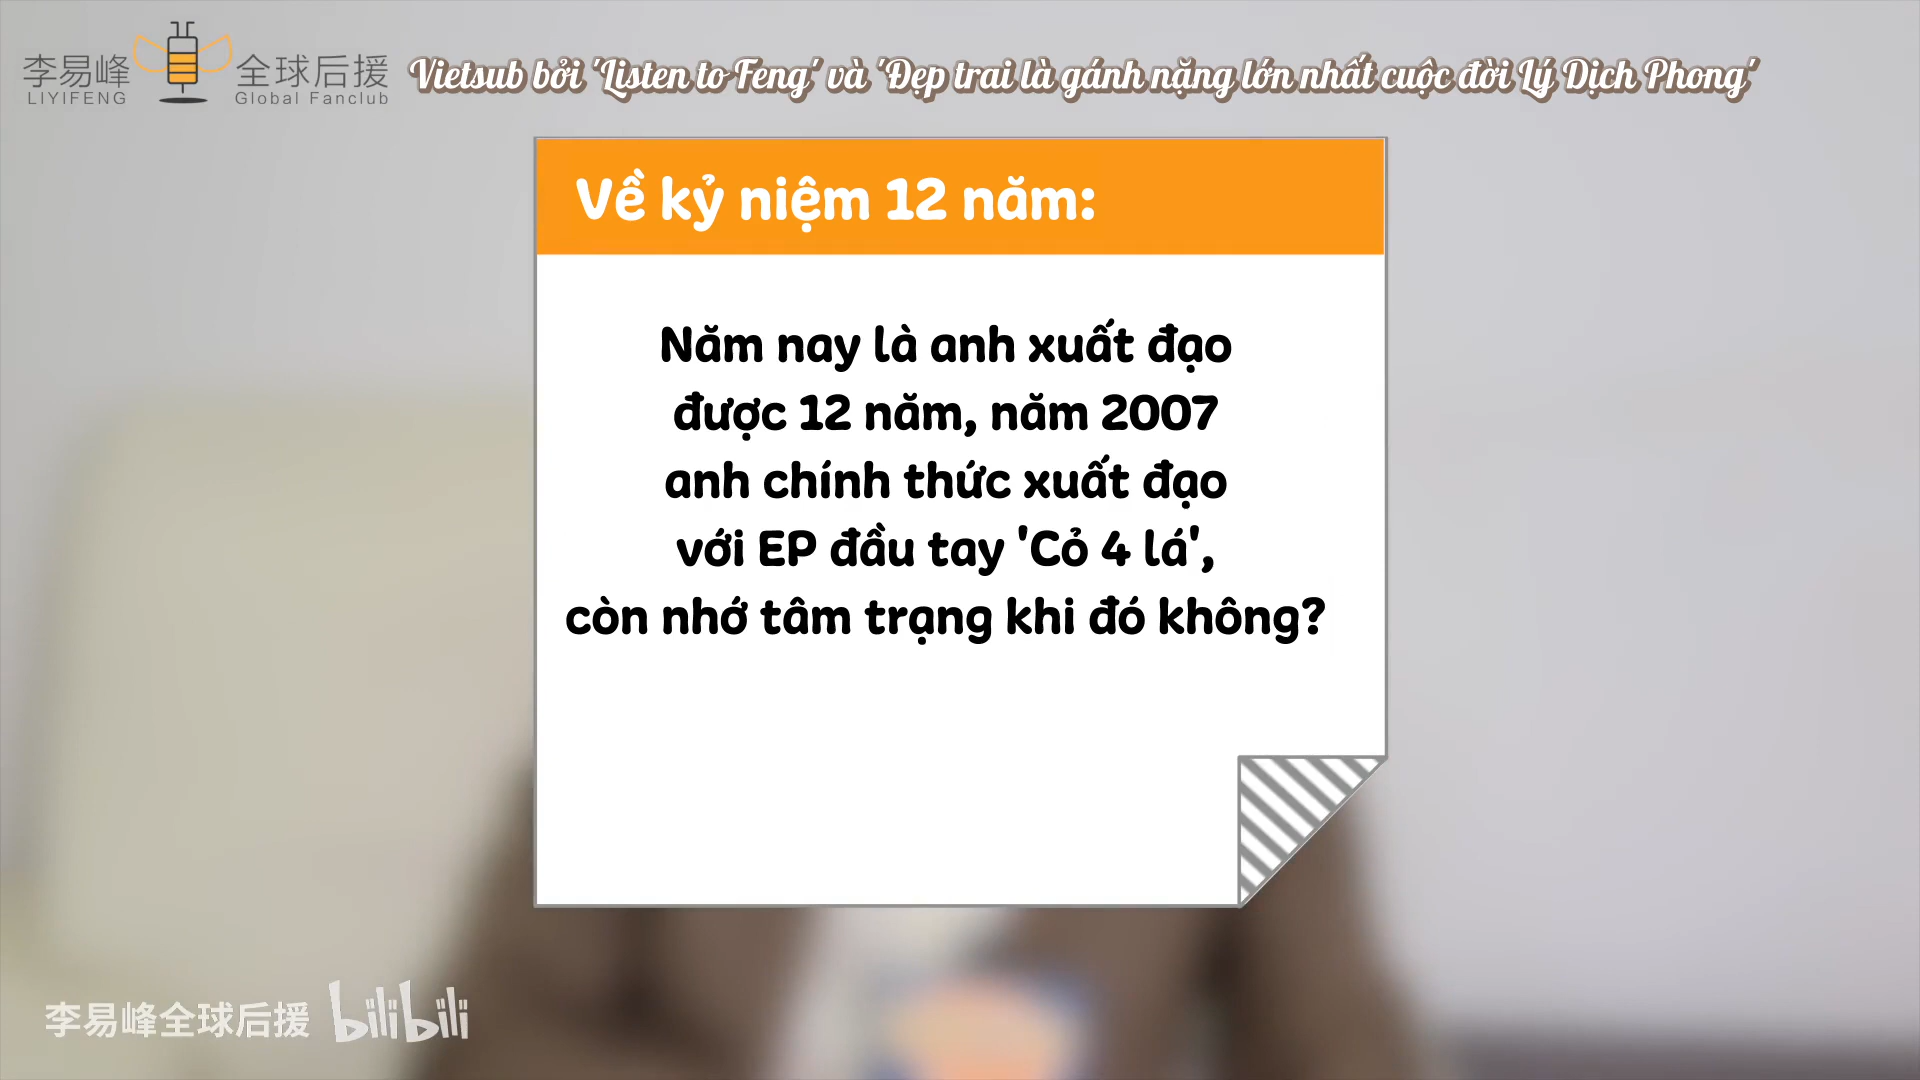 李易峰 全球后援
LIYIFENG Global Fanclub
Vietsub bởi 'Listen to Feng' và 'Đẹp trai là gánh nặng lớn nhất cuộc đời Lý Dịch Phong'
Về kỷ niệm 12 năm:
Năm nay là anh xuất đạo
được 12 năm, năm 2007
anh chính thức xuất đạo
với EP đầu tay 'Cỏ 4 lá',
còn nhớ tâm trạng khi đó không?
李易峰全球后援 bilibili